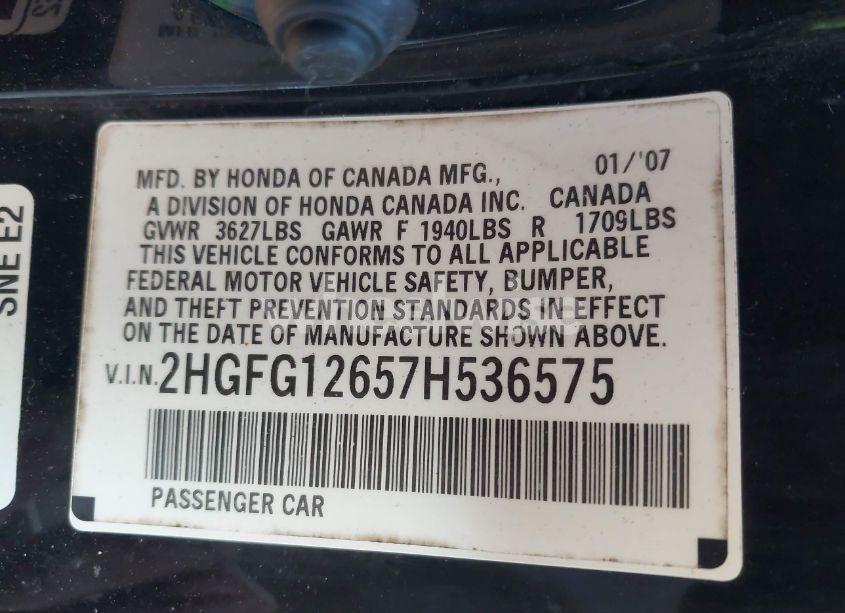 MFD. BY HONDA OF CANADA MFG., 01/'07
A DIVISION OF HONDA CANADA INC. CANADA
GVWR 3627LBS GAWR F 1940LBS R 1709LBS
THIS VEHICLE CONFORMS TO ALL APPLICABLE
FEDERAL MOTOR VEHICLE SAFETY, BUMPER,
AND THEFT PREVENTION STANDARDS IN EFFECT
ON THE DATE OF MANUFACTURE SHOWN ABOVE.
V.I.N. 2HGFG12657H536575
PASSENGER CAR
SNE E2